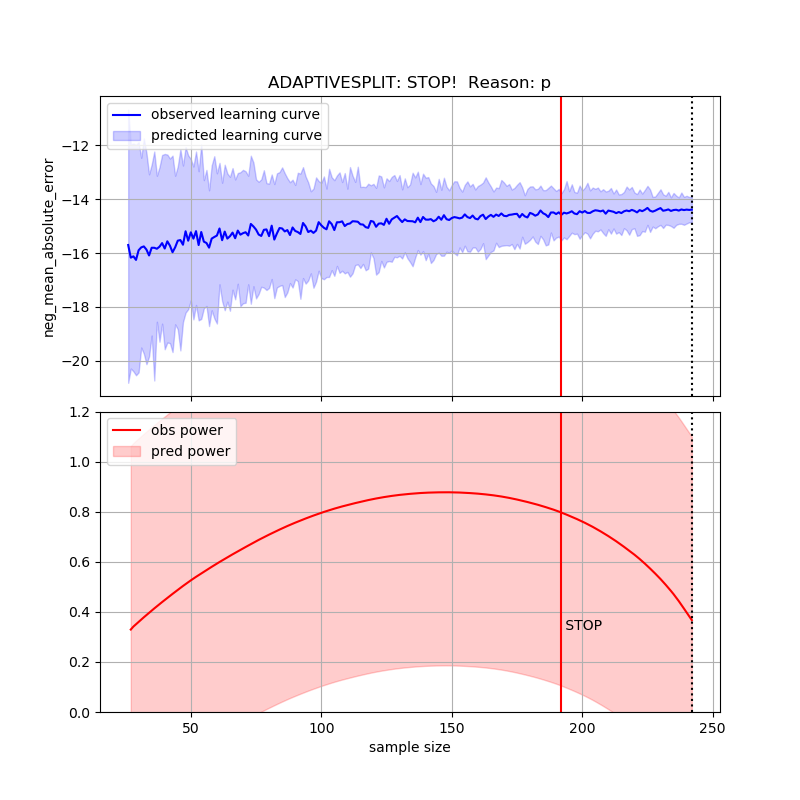 ADAPTIVESPLIT: STOP!  Reason: p
observed learning curve
predicted learning curve
neg_mean_absolute_error
−12
−14
−16
−18
−20
obs power
pred power
1.2
1.0
0.8
0.6
0.4
0.2
0.0
STOP
50
100
150
200
250
sample size